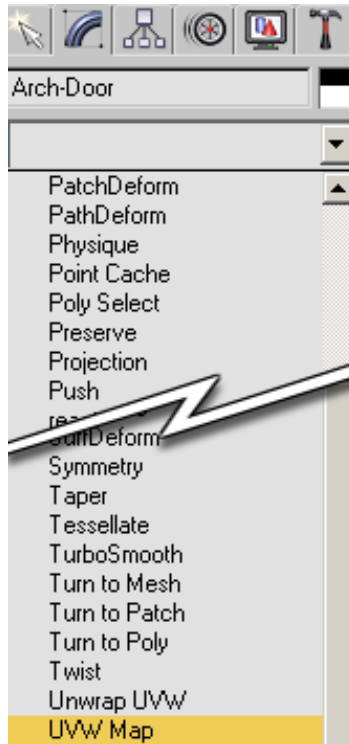 Arch-Door
PatchDeform
PathDeform
Physique
Point Cache
Poly Select
Preserve
Projection
Push
SurfDeform
Symmetry
Taper
Tessellate
TurboSmooth
Turn to Mesh
Turn to Patch
Turn to Poly
Twist
Unwrap UVW
UVW Map